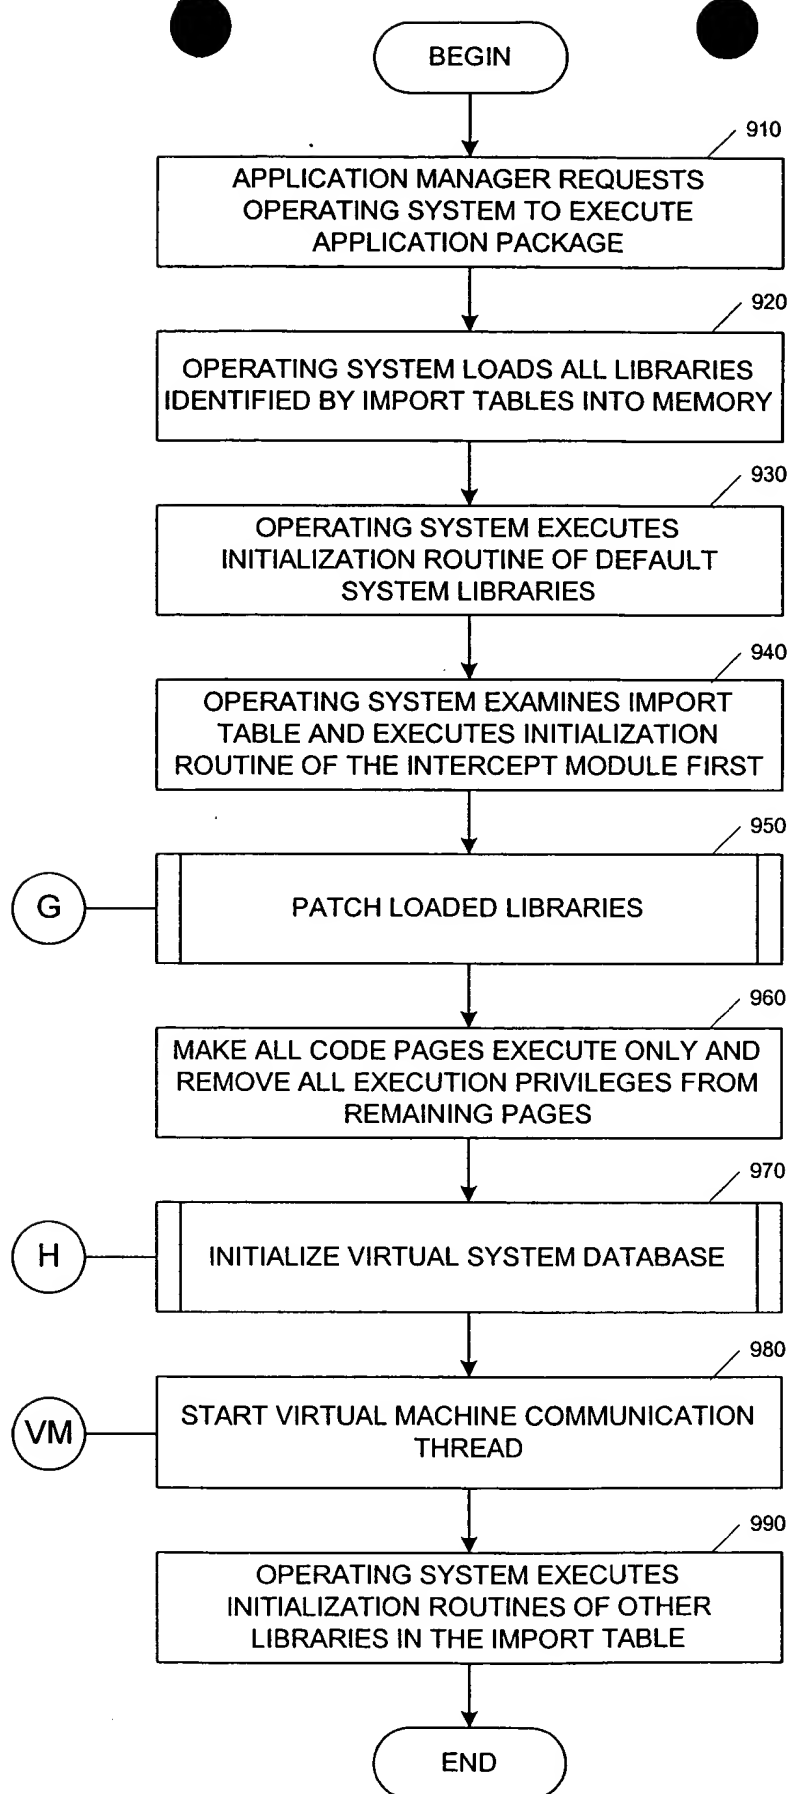 BEGIN
910
APPLICATION MANAGER REQUESTS
OPERATING SYSTEM TO EXECUTE
APPLICATION PACKAGE
920
OPERATING SYSTEM LOADS ALL LIBRARIES
IDENTIFIED BY IMPORT TABLES INTO MEMORY
930
OPERATING SYSTEM EXECUTES
INITIALIZATION ROUTINE OF DEFAULT
SYSTEM LIBRARIES
940
OPERATING SYSTEM EXAMINES IMPORT
TABLE AND EXECUTES INITIALIZATION
ROUTINE OF THE INTERCEPT MODULE FIRST
950
G
PATCH LOADED LIBRARIES
960
MAKE ALL CODE PAGES EXECUTE ONLY AND
REMOVE ALL EXECUTION PRIVILEGES FROM
REMAINING PAGES
970
H
INITIALIZE VIRTUAL SYSTEM DATABASE
980
VM
START VIRTUAL MACHINE COMMUNICATION
THREAD
990
OPERATING SYSTEM EXECUTES
INITIALIZATION ROUTINES OF OTHER
LIBRARIES IN THE IMPORT TABLE
END